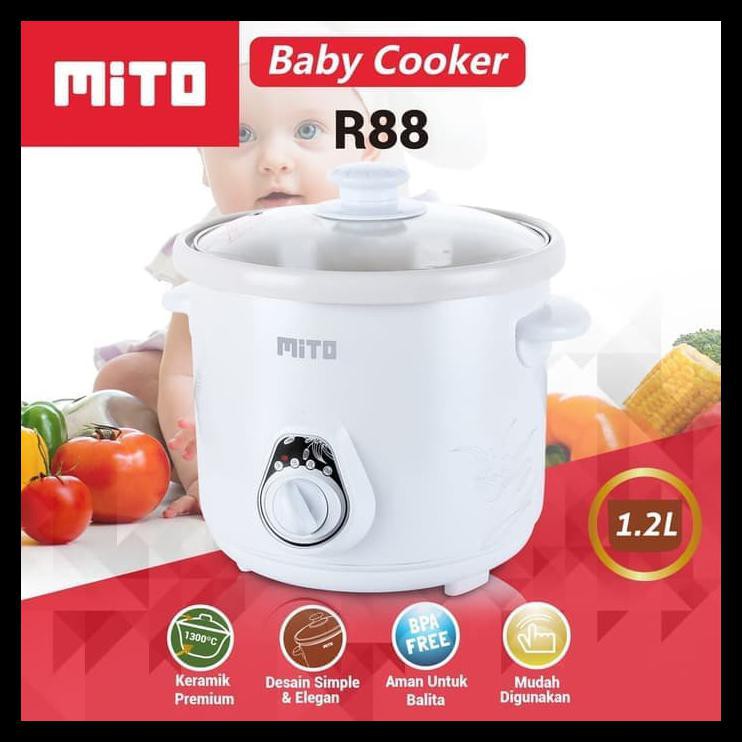 MiTO
Baby Cooker
R88
MiTO
1.2L
1300°C
MiTO
BPA
FREE
Keramik
Premium
Desain Simple
& Elegan
Aman Untuk
Balita
Mudah
Digunakan